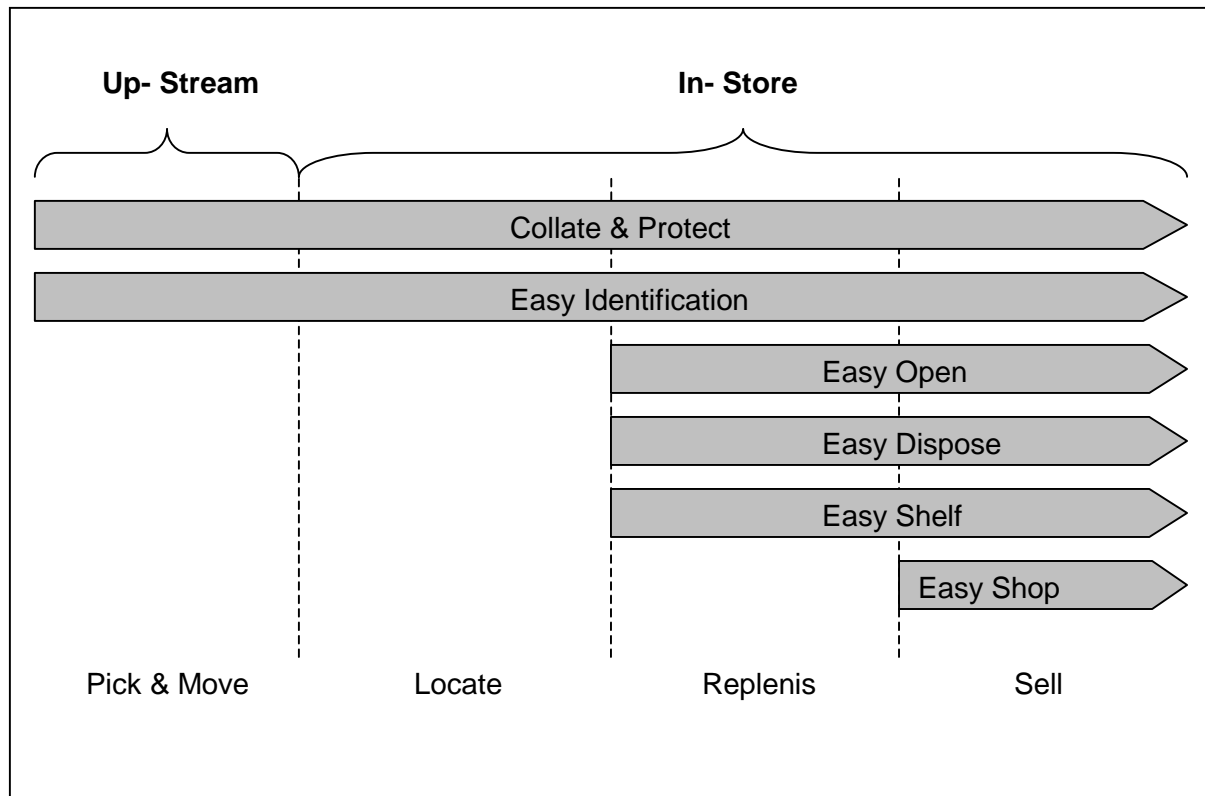 Up- Stream
In- Store
Collate & Protect
Easy Identification
Easy Open
Easy Dispose
Easy Shelf
Easy Shop
Pick & Move
Locate
Replenis
Sell